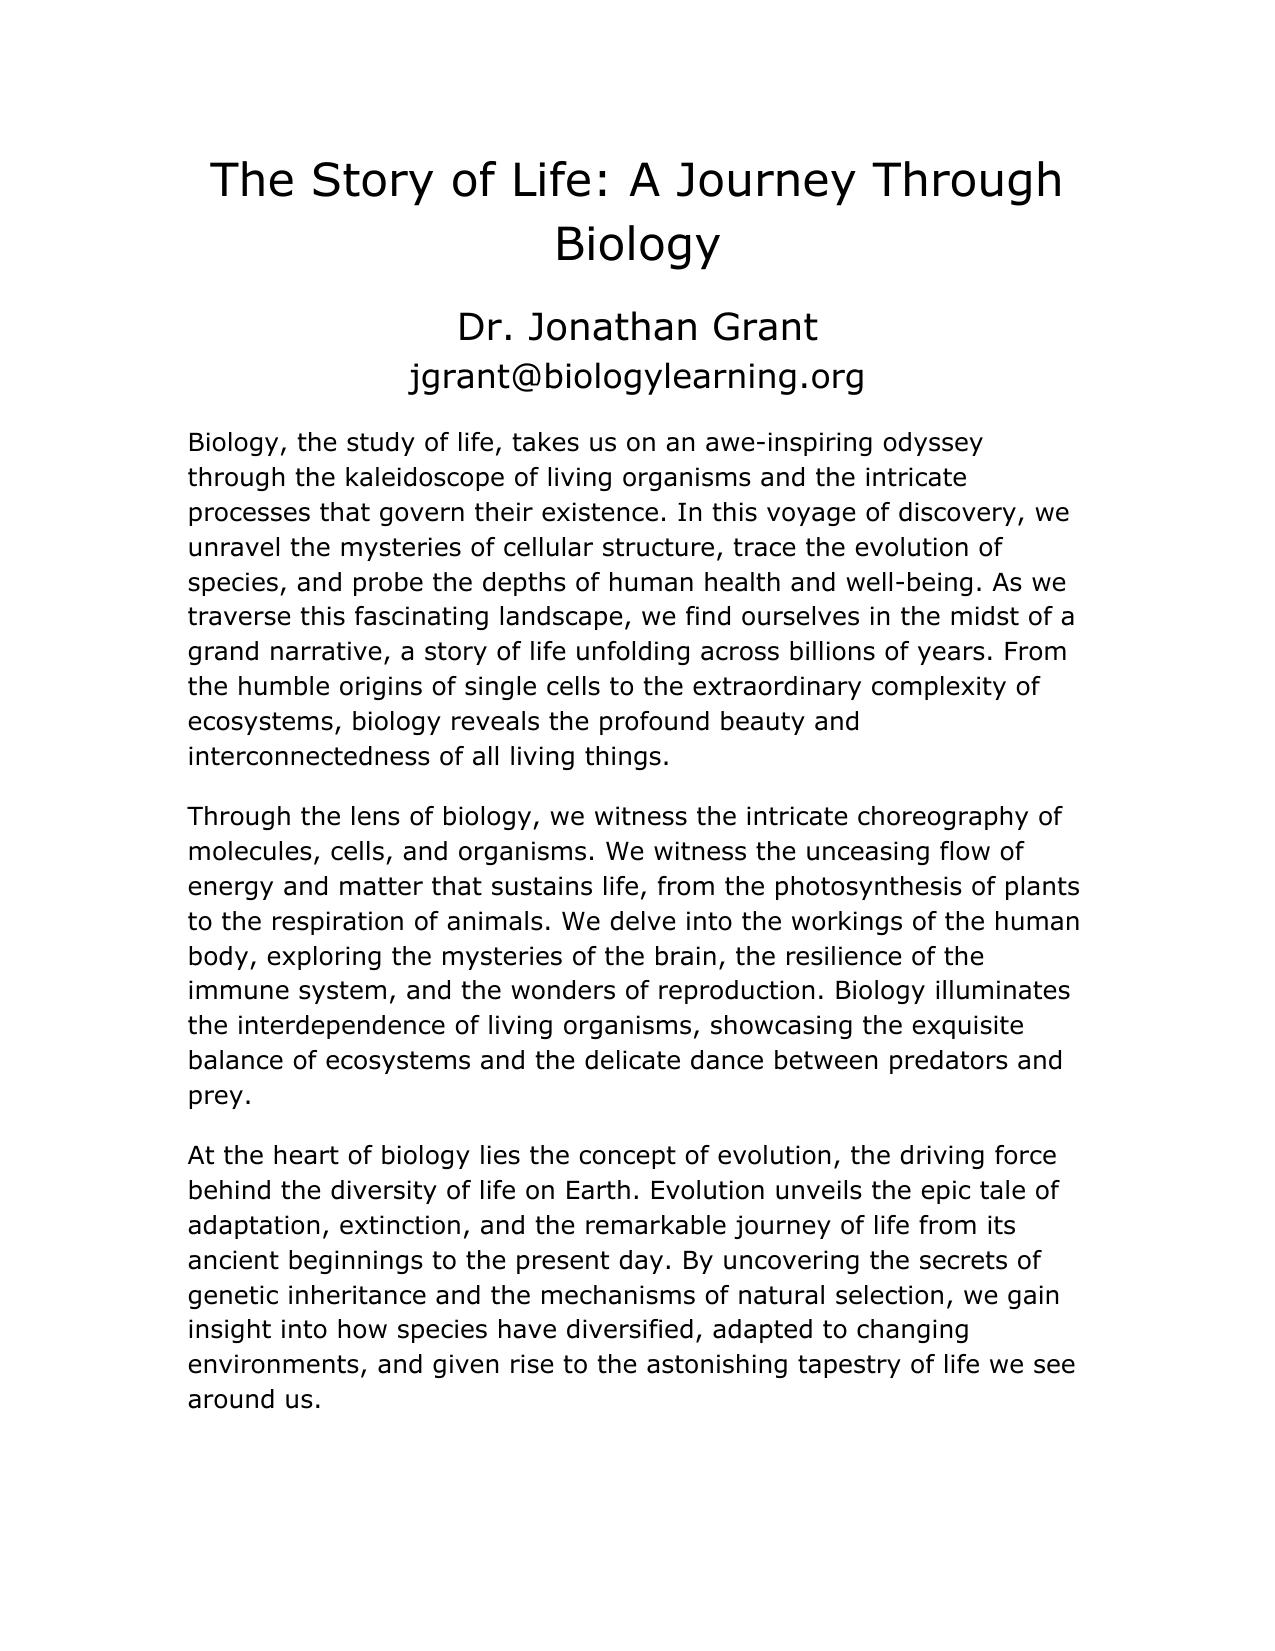 The Story of Life: A Journey Through
Biology
Dr. Jonathan Grant
jgrant@biologylearning.org
Biology, the study of life, takes us on an awe-inspiring odyssey
through the kaleidoscope of living organisms and the intricate
processes that govern their existence. In this voyage of discovery, we
unravel the mysteries of cellular structure, trace the evolution of
species, and probe the depths of human health and well-being. As we
traverse this fascinating landscape, we find ourselves in the midst of a
grand narrative, a story of life unfolding across billions of years. From
the humble origins of single cells to the extraordinary complexity of
ecosystems, biology reveals the profound beauty and
interconnectedness of all living things.
Through the lens of biology, we witness the intricate choreography of
molecules, cells, and organisms. We witness the unceasing flow of
energy and matter that sustains life, from the photosynthesis of plants
to the respiration of animals. We delve into the workings of the human
body, exploring the mysteries of the brain, the resilience of the
immune system, and the wonders of reproduction. Biology illuminates
the interdependence of living organisms, showcasing the exquisite
balance of ecosystems and the delicate dance between predators and
prey.
At the heart of biology lies the concept of evolution, the driving force
behind the diversity of life on Earth. Evolution unveils the epic tale of
adaptation, extinction, and the remarkable journey of life from its
ancient beginnings to the present day. By uncovering the secrets of
genetic inheritance and the mechanisms of natural selection, we gain
insight into how species have diversified, adapted to changing
environments, and given rise to the astonishing tapestry of life we see
around us.